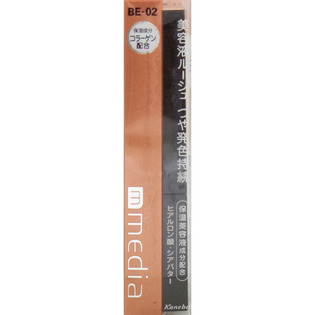 BE-02
保湿成分
コラーゲン
配合
media
美容液ルージュつや発色持続
保湿美容液成分配合
ヒアルロン酸・シアバター
Kanebo